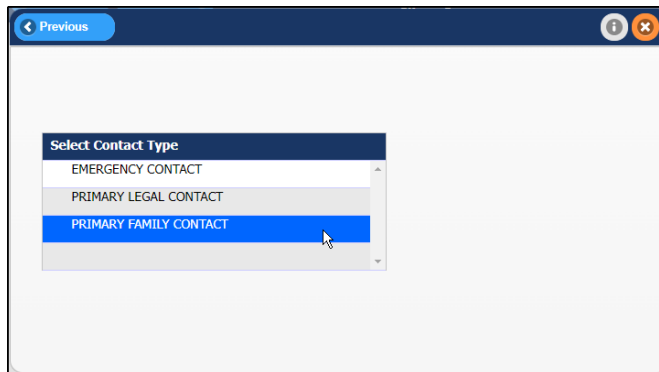 Previous
Select Contact Type
EMERGENCY CONTACT
PRIMARY LEGAL CONTACT
PRIMARY FAMILY CONTACT